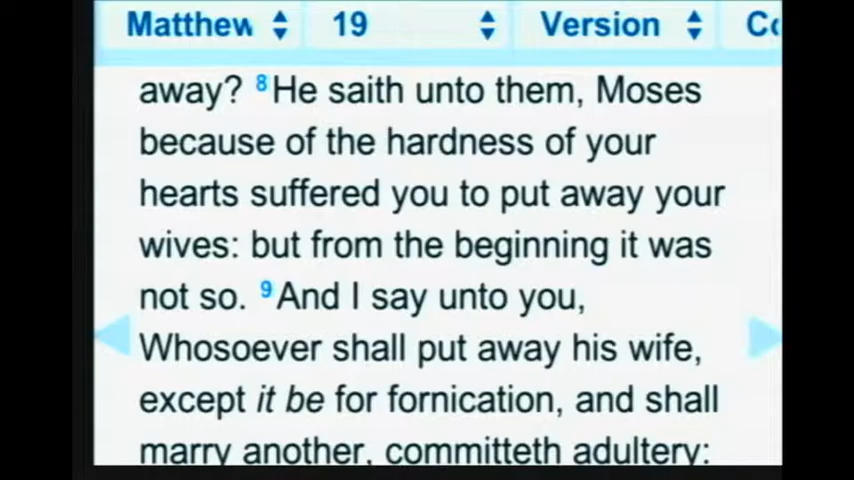 Matthew 19 Version
away? 8 He saith unto them, Moses
because of the hardness of your
hearts suffered you to put away your
wives: but from the beginning it was
not so. 9 And I say unto you,
Whosoever shall put away his wife,
except it be for fornication, and shall
marry another, committeth adultery: